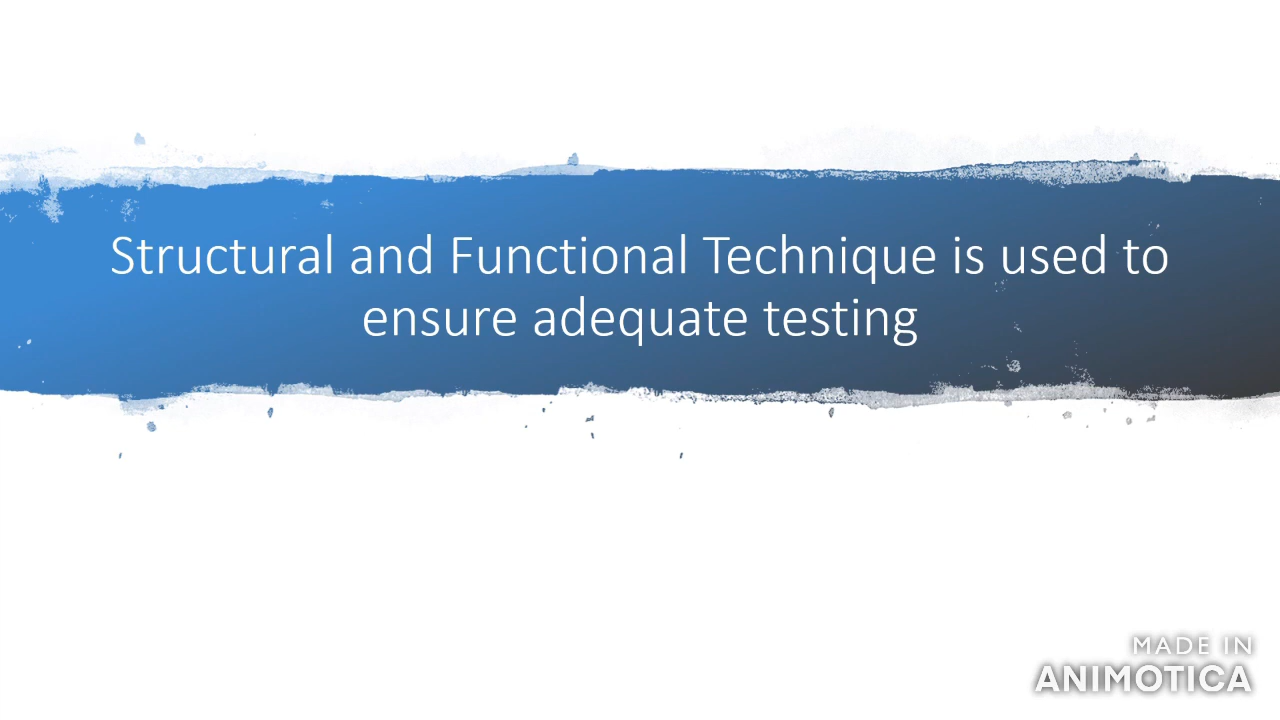 Structural and Functional Technique is used to
ensure adequate testing
MADE IN
ANIMOTICA